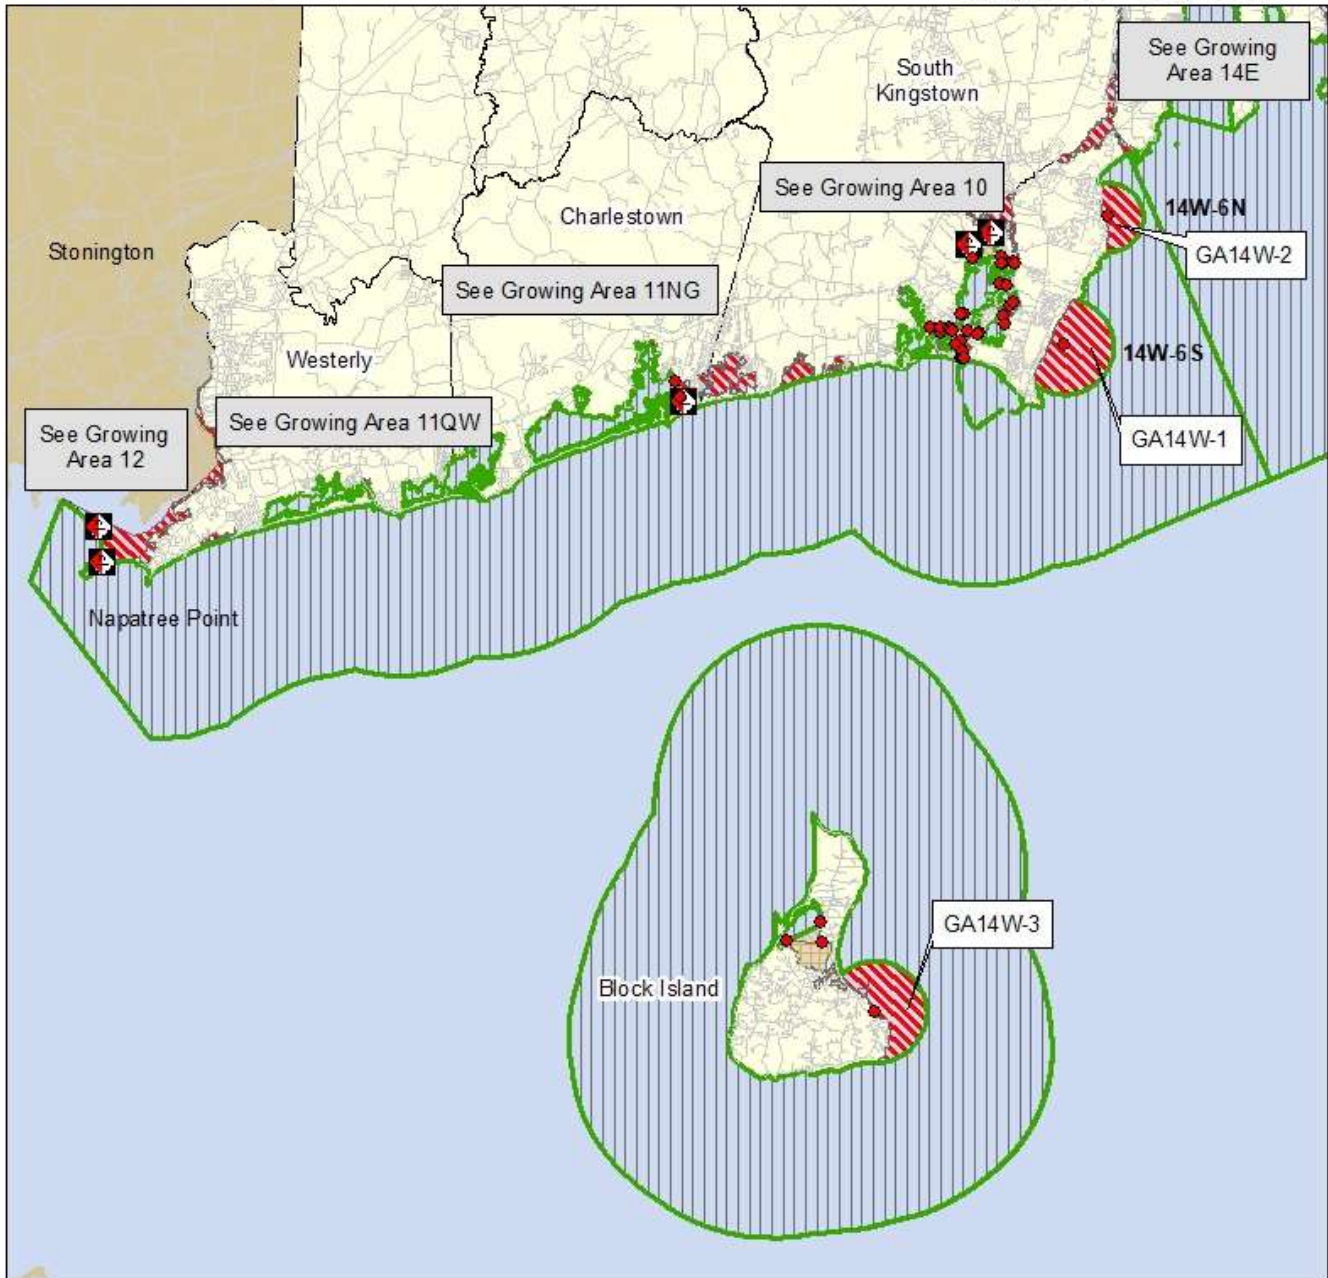 See Growing
Area 14E
South
Kingstown
See Growing Area 10
Charlestown
14W-6N
Stonington
GA14W-2
See Growing Area 11NG
Westerly
14W-6S
See Growing Area 11QW
See Growing
Area 12
GA14W-1
Napatree Point
GA14W-3
Block Island